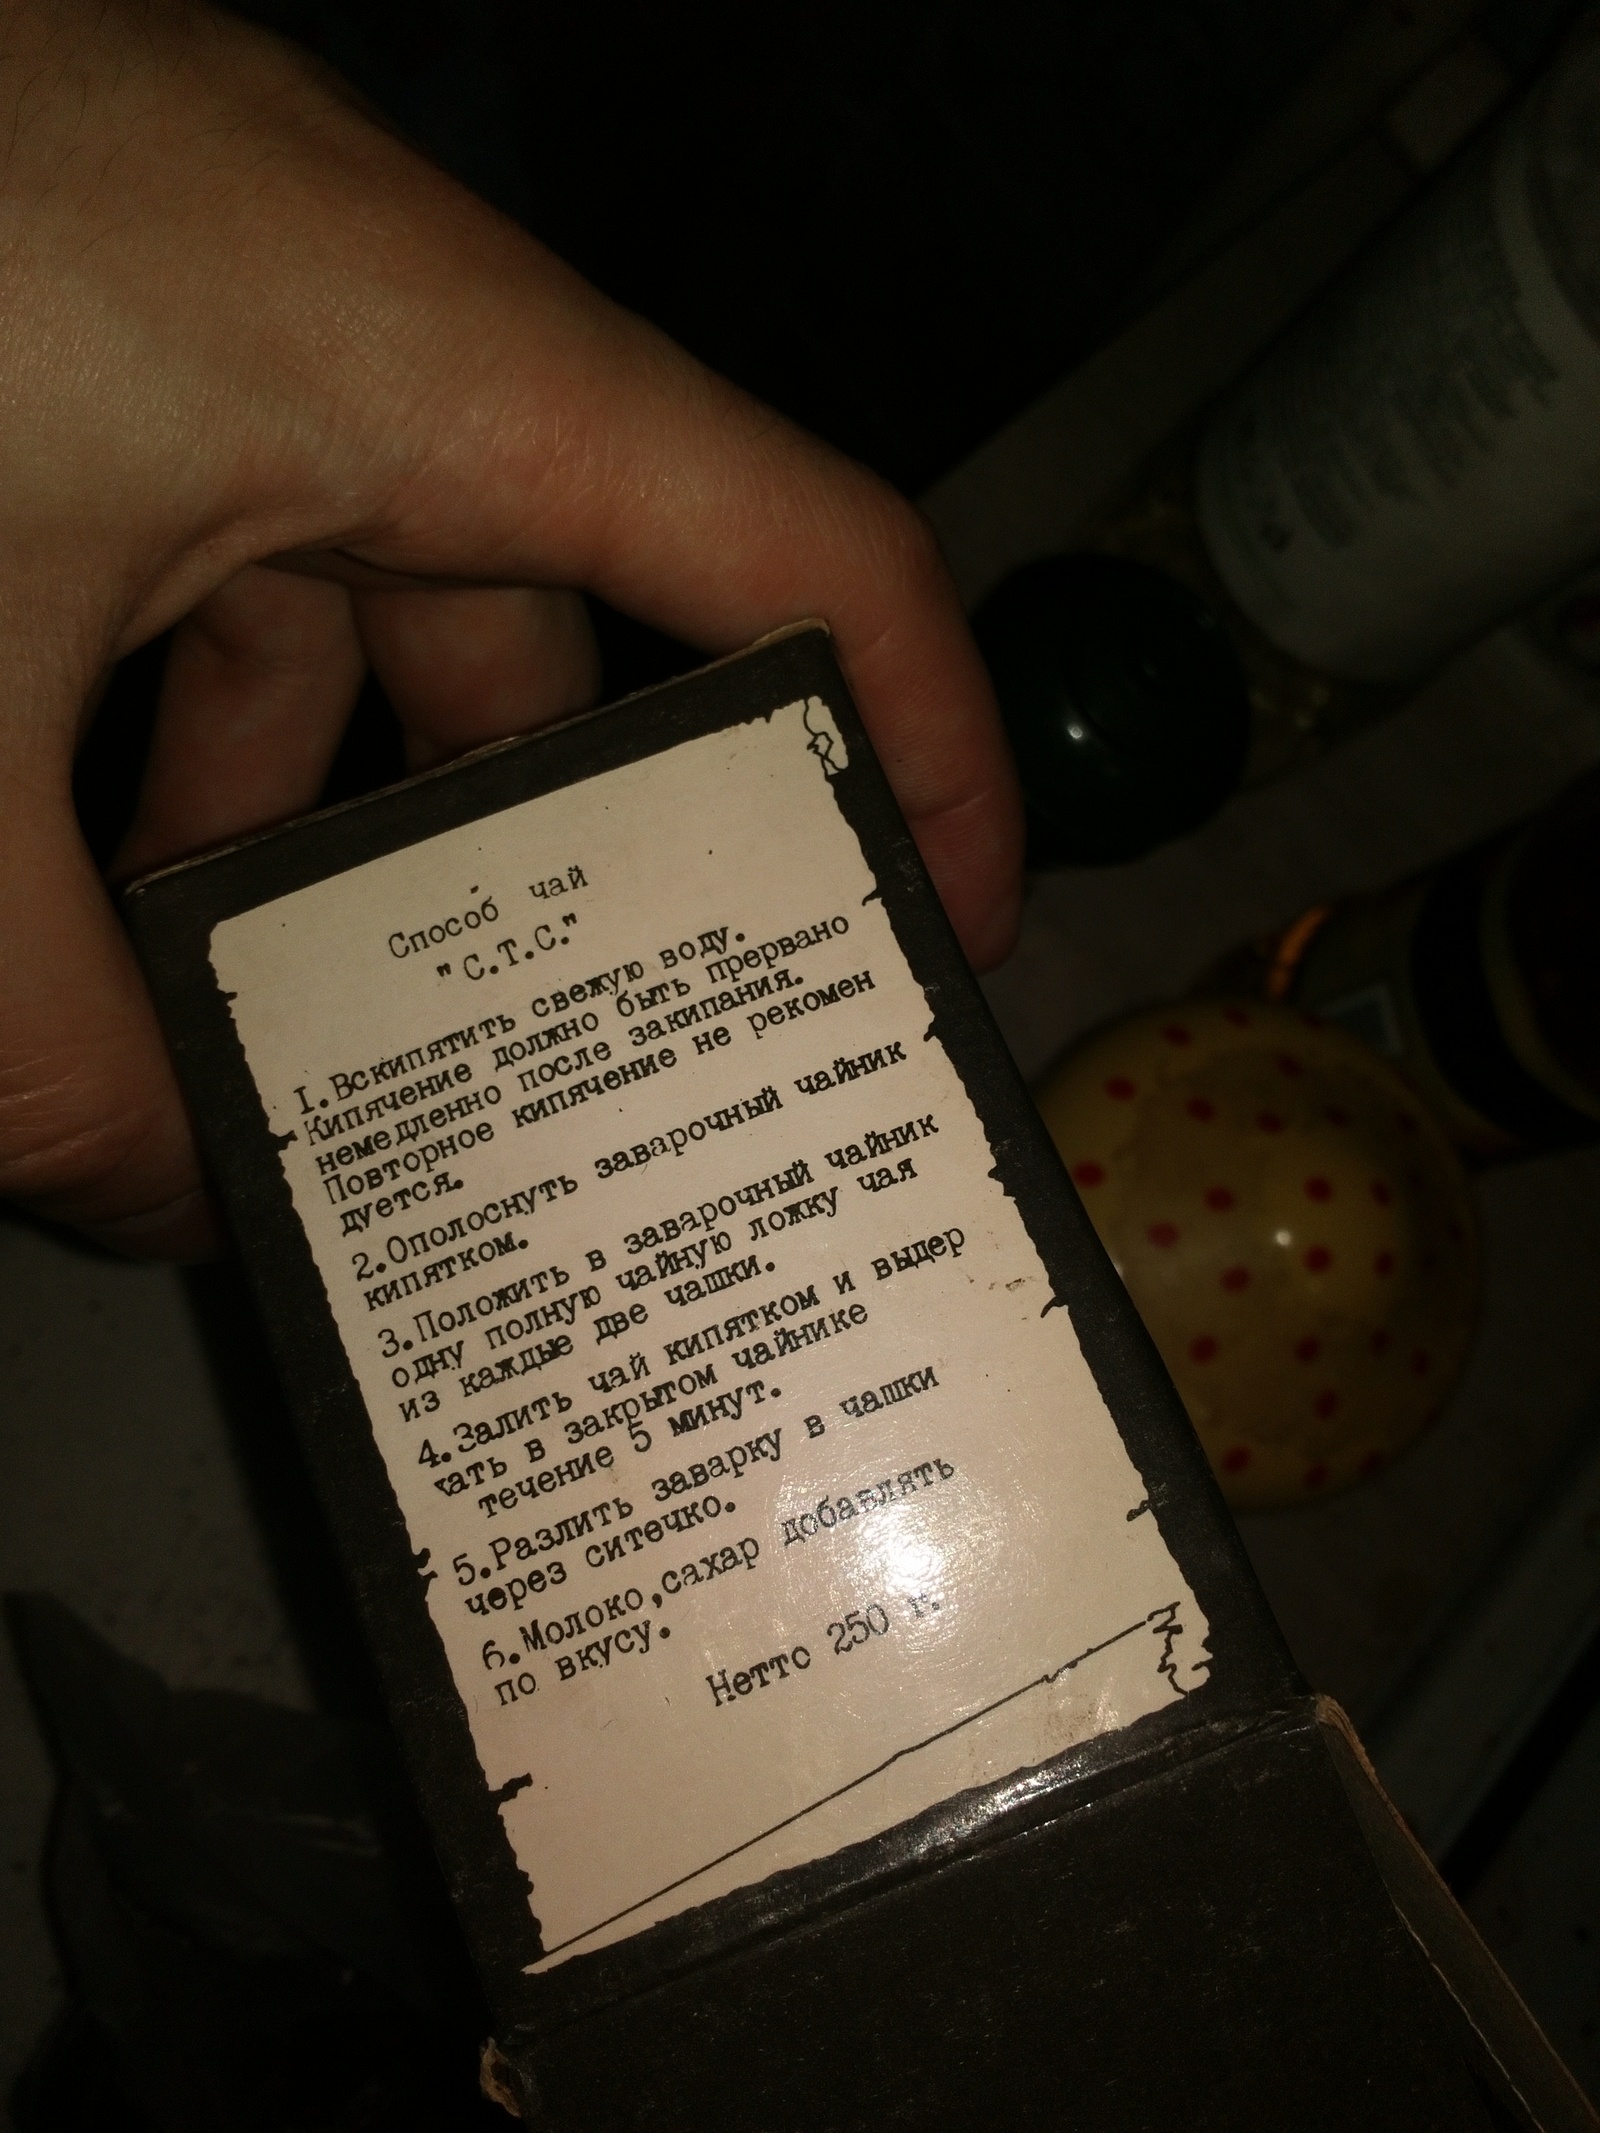 Способ чай
"С.Т.С."
1.Вскипятить свежую воду.
Кипячение должно быть прервано
немедленно после закипания.
Повторное кипячение не рекомен
дуется.
2.Ополоснуть заварочный чайник
кипятком.
3.Положить в заварочный чайник
одну полную чайную ложку чая
из каждые две чашки.
4.Залить чай кипятком и выдер
жать в закрытом чайнике
течение 5 минут.
5.Разлить заварку в чашки
через ситечко.
6.Молоко,сахар добавлять
по вкусу.
Нетто 250 г.